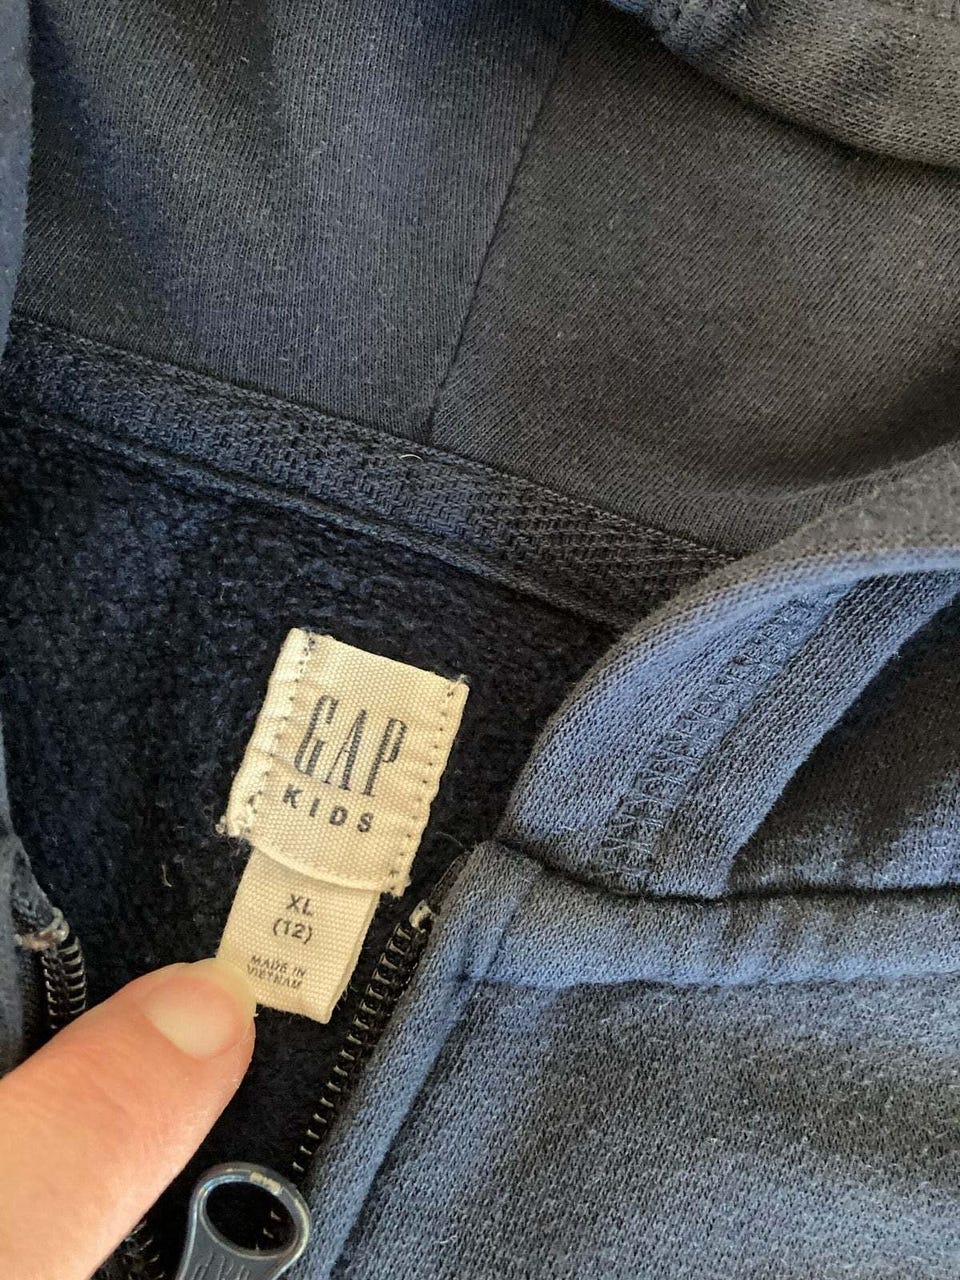 GAP
KIDS
XL
(12)
MADE IN
VIETNAM